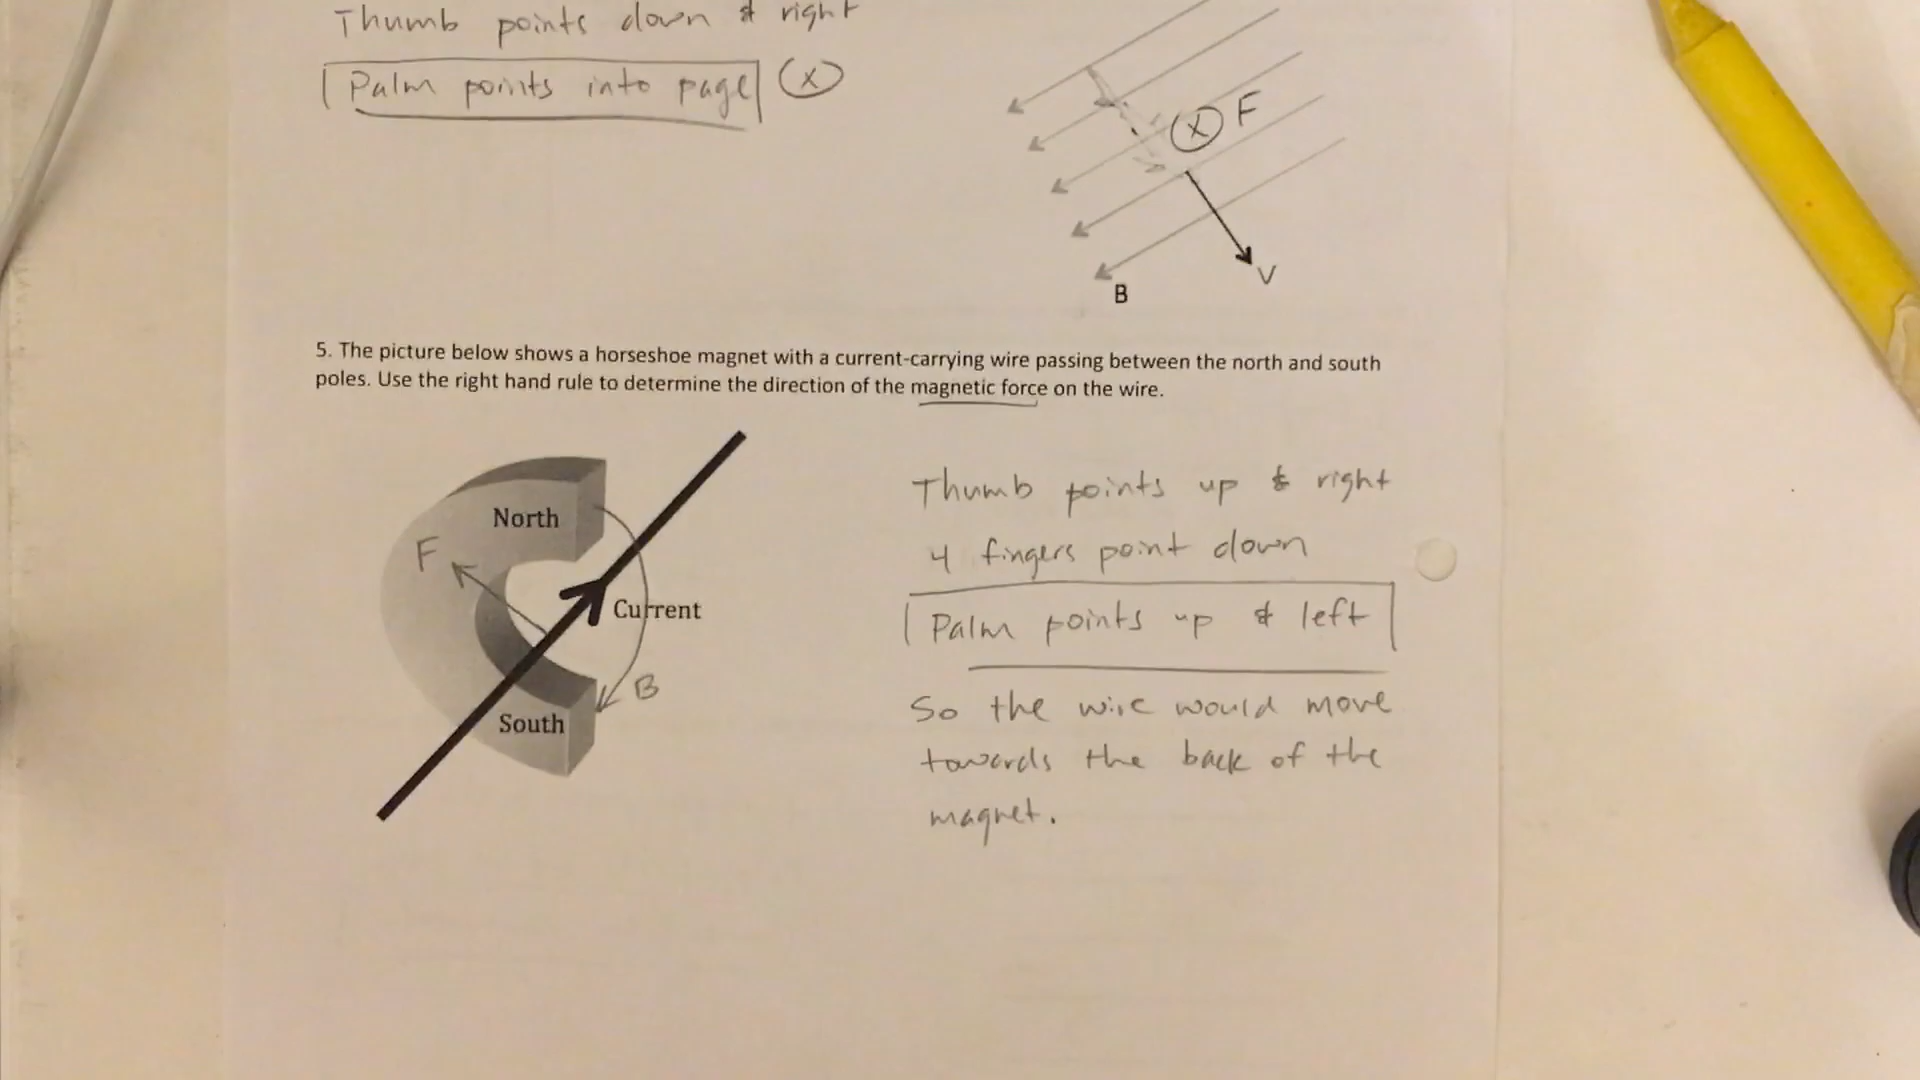 Thumb points down & right
Palm points into page (x)
(x) F
V
B
5. The picture below shows a horseshoe magnet with a current-carrying wire passing between the north and south
poles. Use the right hand rule to determine the direction of the magnetic force on the wire.
North
F
Current
B
South
Thumb points up & right
4 fingers point down
Palm points up & left
So the wire would move
towards the back of the
magnet.